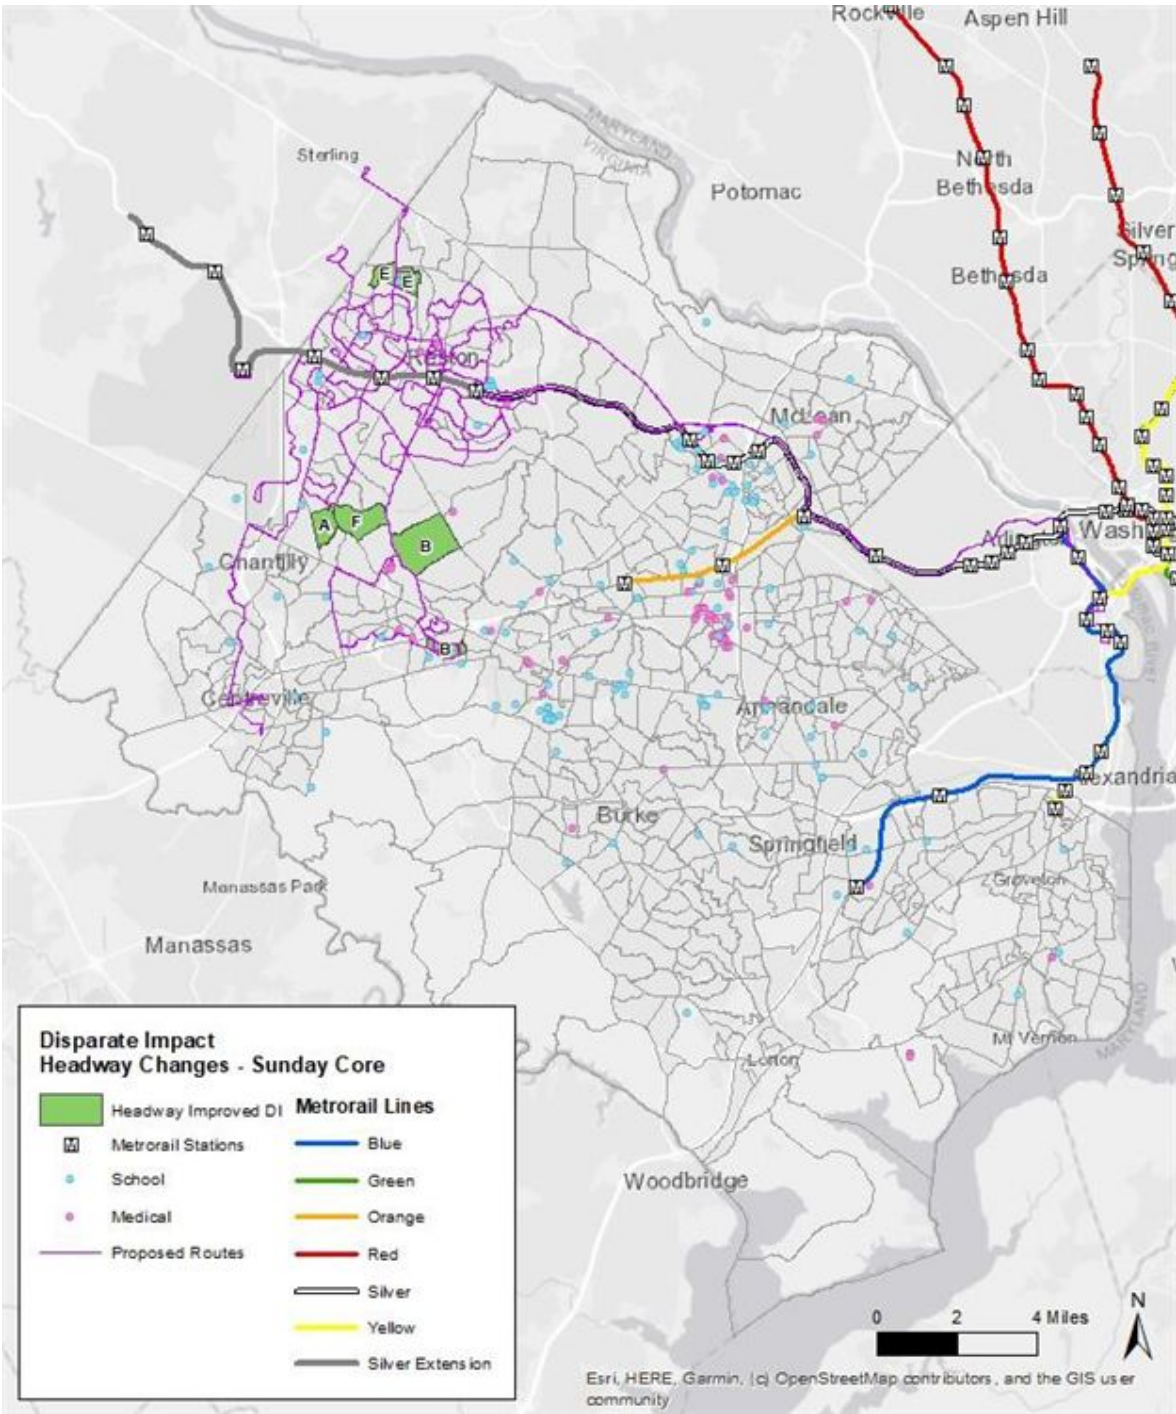 Rockville
Aspen Hill
MARYLAND
VIRGINIA
Sterling
North
Bethesda
Potomac
Silver
Spring
Bethesda
E
E
Reston
McLean
A
F
B
Chantilly
Arlington
Wash
B
Centreville
Annandale
Alexandria
Burke
Springfield
Groveton
Manassas Park
Manassas
Mt Vernon
MARYLAND
Lorton
Woodbridge
Disparate Impact
Headway Changes - Sunday Core
Headway Improved DI
Metrorail Stations
School
Medical
Proposed Routes
Metrorail Lines
Blue
Green
Orange
Red
Silver
Yellow
Silver Extension
0 2 4 Miles
N
Esri, HERE, Garmin, (c) OpenStreetMap contributors, and the GIS user
community